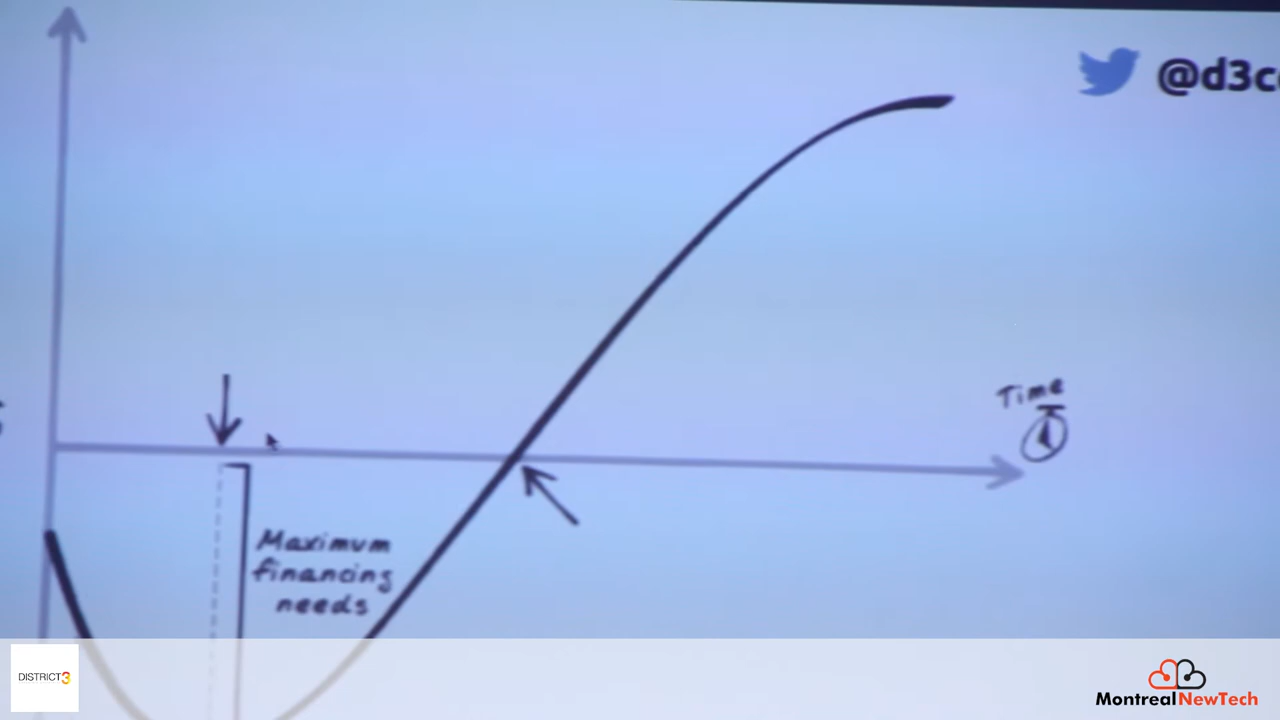 @d3c
Time
Maximum
financing
needs
DISTRICT3
MontrealNewTech